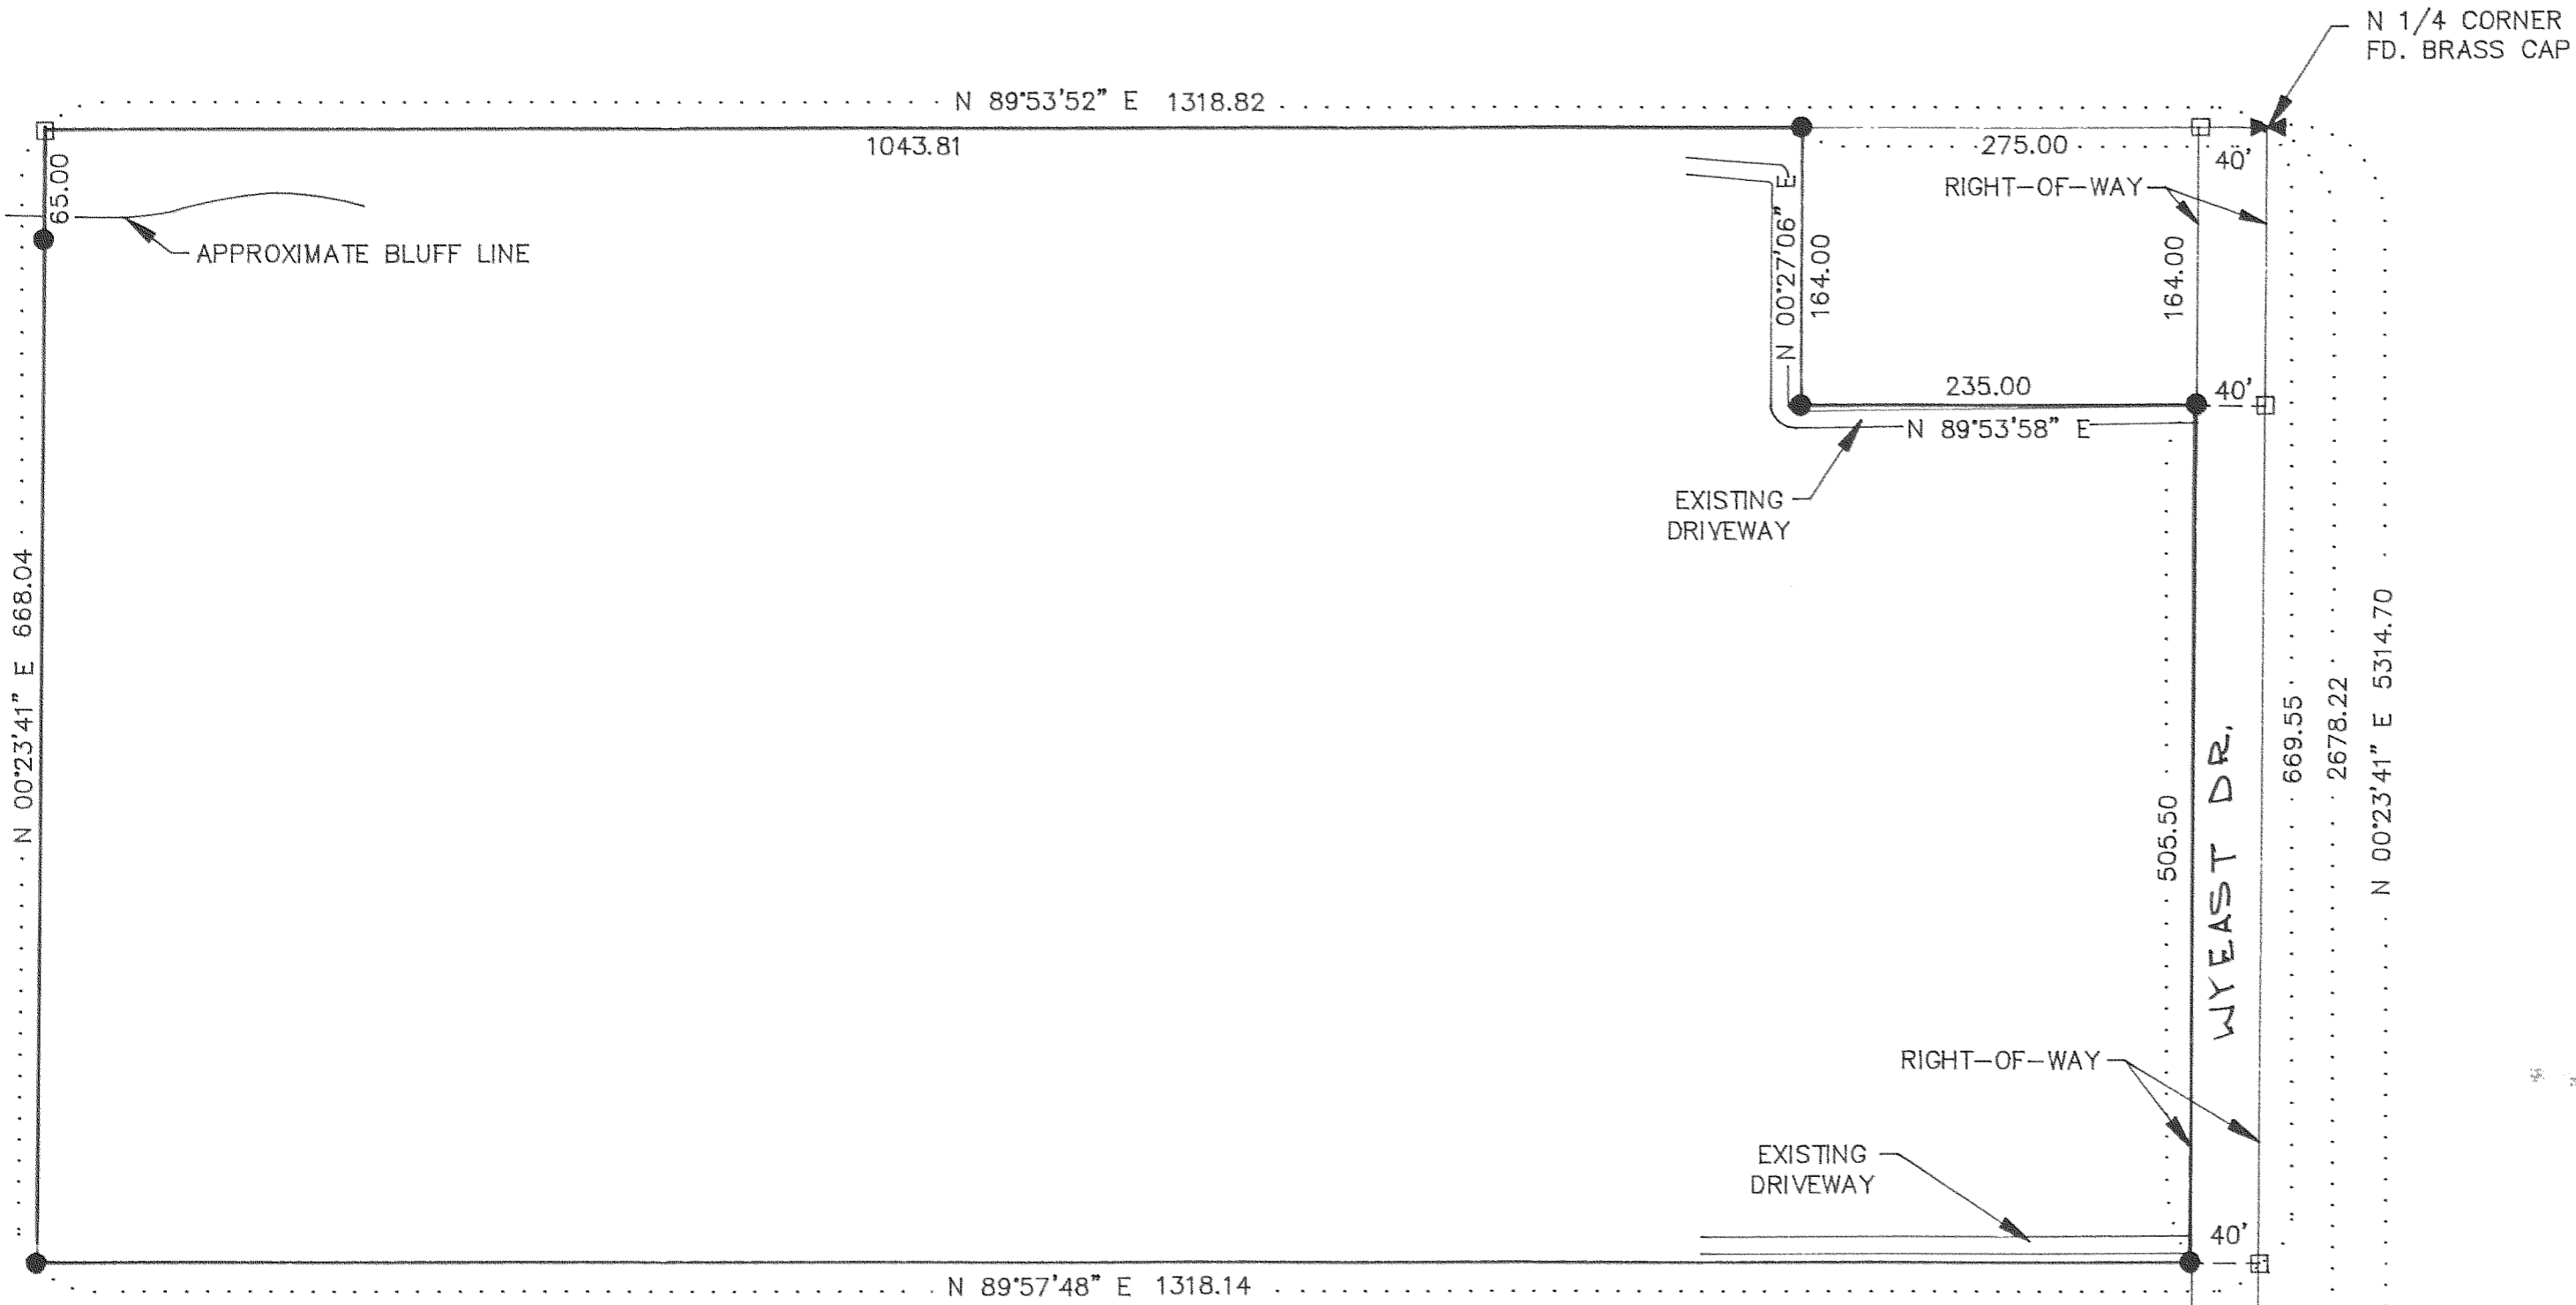 N 1/4 CORNER
FD. BRASS CAP
N 89°53'52" E 1318.82
1043.81
275.00
40'
65.00
RIGHT-OF-WAY
APPROXIMATE BLUFF LINE
N 00°27'06" E
164.00
164.00
235.00
40'
N 89°53'58" E
EXISTING
DRIVEWAY
N 00°23'41" E 668.04
505.50
WYEAST DR.
669.55
2678.22
N 00°23'41" E 5314.70
RIGHT-OF-WAY
EXISTING
DRIVEWAY
40'
N 89°57'48" E 1318.14